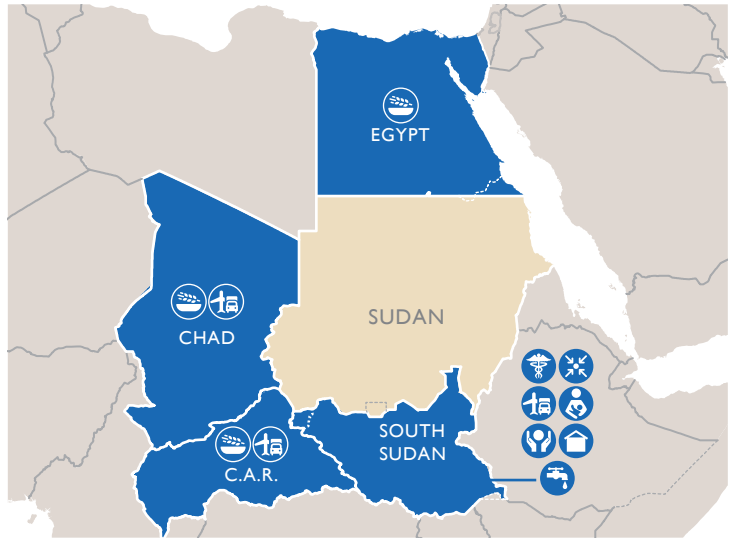 EGYPT
SUDAN
CHAD
SOUTH
SUDAN
C.A.R.